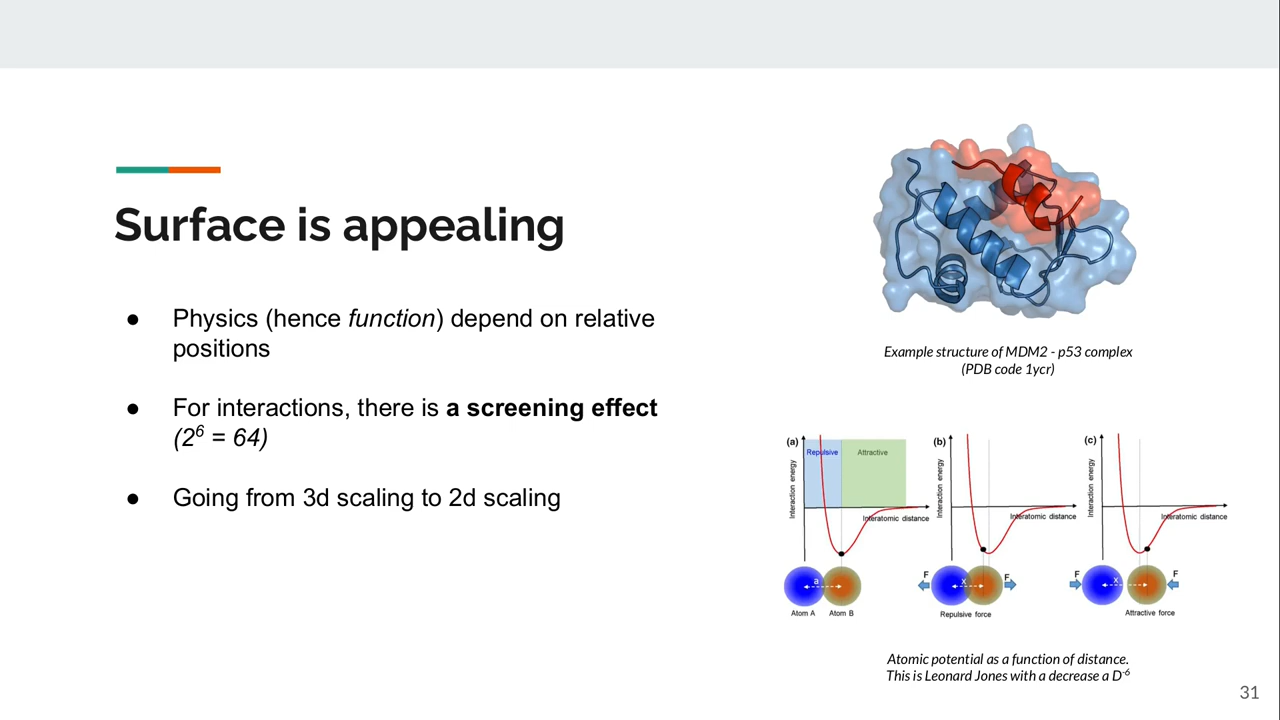 Surface is appealing
● Physics (hence function) depend on relative
positions
● For interactions, there is a screening effect
(2⁶ = 64)
● Going from 3d scaling to 2d scaling
Example structure of MDM2 - p53 complex
(PDB code 1ycr)
(a)
Repulsive
Attractive
Interaction energy
Interatomic distance
a
Atom A
Atom B
(b)
Interaction energy
Interatomic distance
F
x
F
Repulsive force
(c)
Interaction energy
Interatomic distance
F
x
F
Attractive force
Atomic potential as a function of distance.
This is Leonard Jones with a decrease a D⁻⁶
31